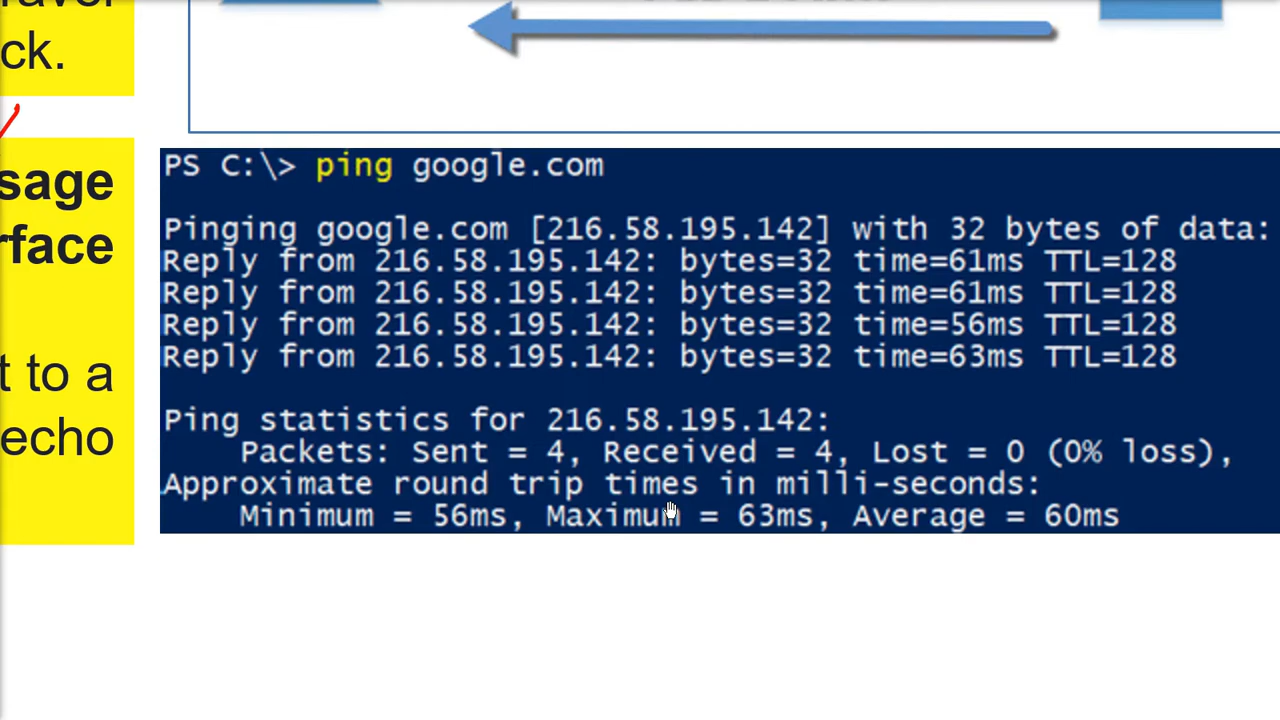 ck.
sage
rface
t to a
echo
PS C:\> ping google.com
Pinging google.com [216.58.195.142] with 32 bytes of data:
Reply from 216.58.195.142: bytes=32 time=61ms TTL=128
Reply from 216.58.195.142: bytes=32 time=61ms TTL=128
Reply from 216.58.195.142: bytes=32 time=56ms TTL=128
Reply from 216.58.195.142: bytes=32 time=63ms TTL=128
Ping statistics for 216.58.195.142:
Packets: Sent = 4, Received = 4, Lost = 0 (0% loss),
Approximate round trip times in milli-seconds:
Minimum = 56ms, Maximum = 63ms, Average = 60ms